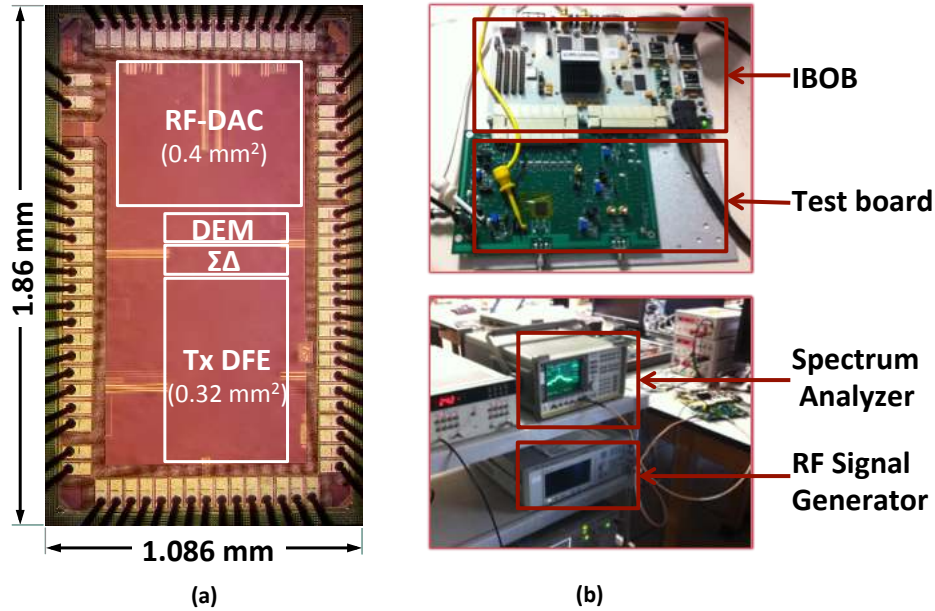 RF-DAC
(0.4 mm²)
DEM
ΣΔ
Tx DFE
(0.32 mm²)
1.86 mm
1.086 mm
(a)
IBOB
Test board
Spectrum
Analyzer
RF Signal
Generator
(b)